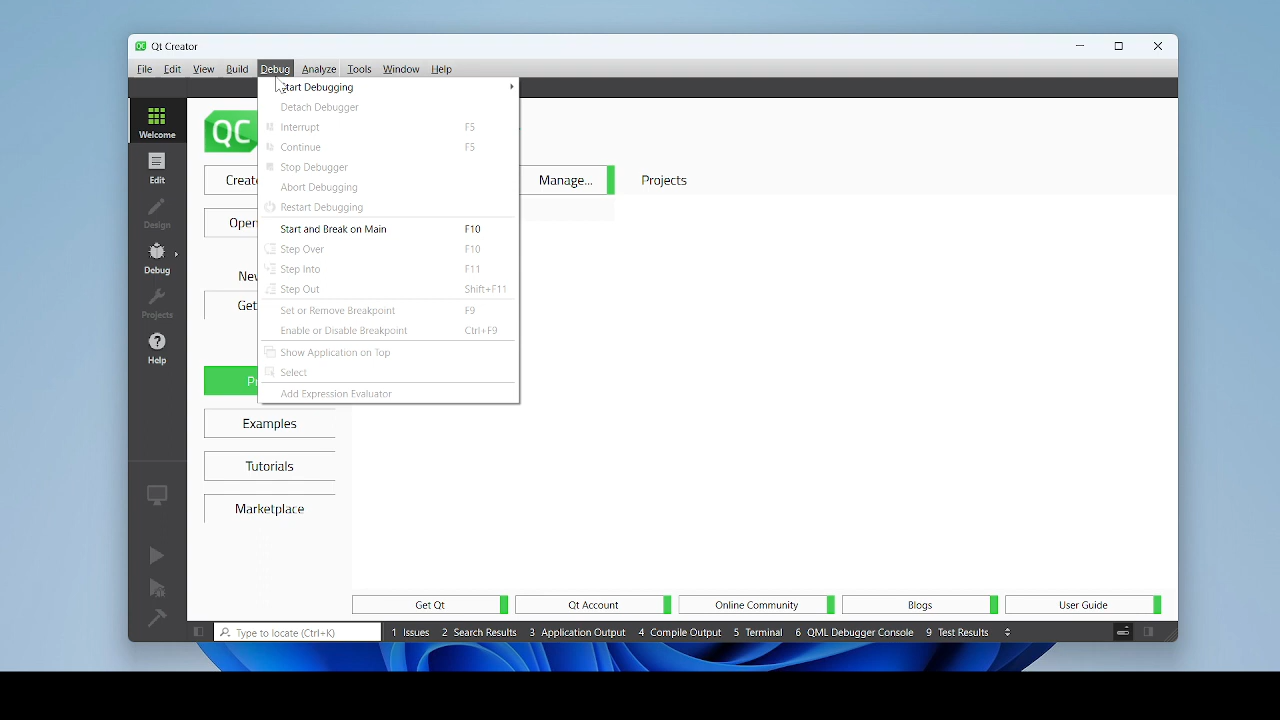 Qt Creator
File Edit View Build Debug Analyze Tools Window Help
Start Debugging
Detach Debugger
Interrupt F5
Continue F5
Stop Debugger
Abort Debugging
Restart Debugging
Start and Break on Main F10
Step Over F10
Step Into F11
Step Out Shift+F11
Set or Remove Breakpoint F9
Enable or Disable Breakpoint Ctrl+F9
Show Application on Top
Select
Add Expression Evaluator
Welcome
Edit
Design
Debug
Projects
Help
QC
Create
Manage...
Projects
Open
New
Get
Examples
Tutorials
Marketplace
Get Qt Qt Account Online Community Blogs User Guide
Type to locate (Ctrl+K) 1 Issues 2 Search Results 3 Application Output 4 Compile Output 5 Terminal 6 QML Debugger Console 9 Test Results